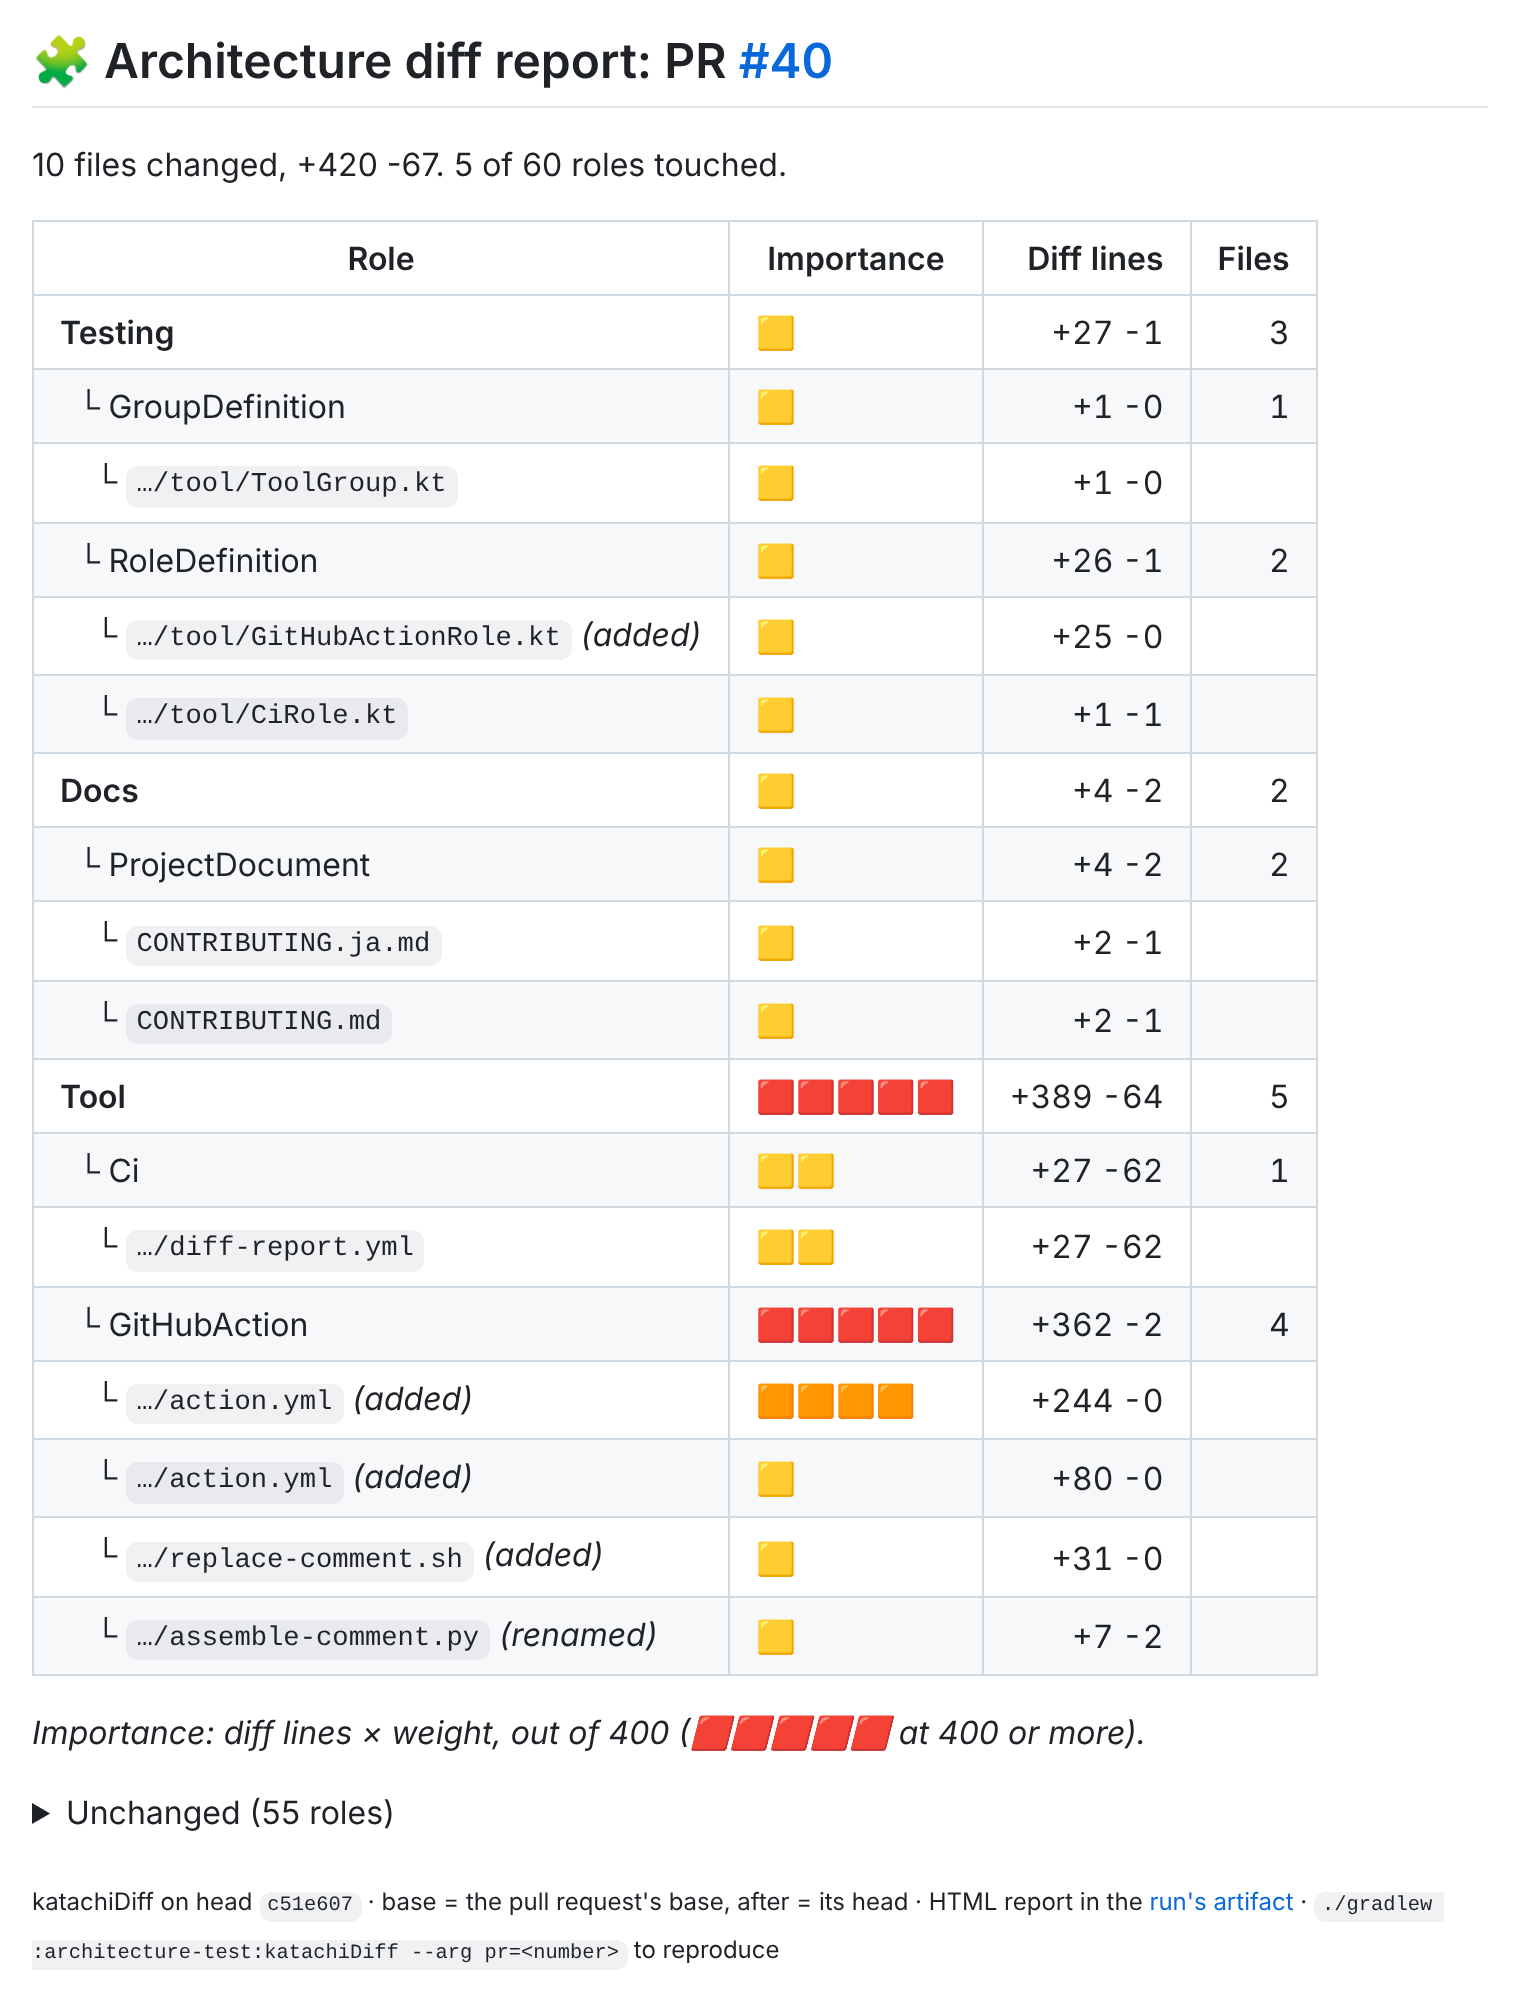 🧩 Architecture diff report: PR #40
10 files changed, +420 -67. 5 of 60 roles touched.
Role Importance Diff lines Files
Testing 🟨 +27 -1 3
└ GroupDefinition 🟨 +1 -0 1
└ …/tool/ToolGroup.kt 🟨 +1 -0
└ RoleDefinition 🟨 +26 -1 2
└ …/tool/GitHubActionRole.kt (added) 🟨 +25 -0
└ …/tool/CiRole.kt 🟨 +1 -1
Docs 🟨 +4 -2 2
└ ProjectDocument 🟨 +4 -2 2
└ CONTRIBUTING.ja.md 🟨 +2 -1
└ CONTRIBUTING.md 🟨 +2 -1
Tool 🟥🟥🟥🟥🟥 +389 -64 5
└ Ci 🟨🟨 +27 -62 1
└ …/diff-report.yml 🟨🟨 +27 -62
└ GitHubAction 🟥🟥🟥🟥🟥 +362 -2 4
└ …/action.yml (added) 🟧🟧🟧🟧 +244 -0
└ …/action.yml (added) 🟨 +80 -0
└ …/replace-comment.sh (added) 🟨 +31 -0
└ …/assemble-comment.py (renamed) 🟨 +7 -2
Importance: diff lines × weight, out of 400 (🟥🟥🟥🟥🟥 at 400 or more).
▶ Unchanged (55 roles)
katachiDiff on head c51e607 · base = the pull request's base, after = its head · HTML report in the run's artifact · ./gradlew
:architecture-test:katachiDiff --arg pr=<number> to reproduce